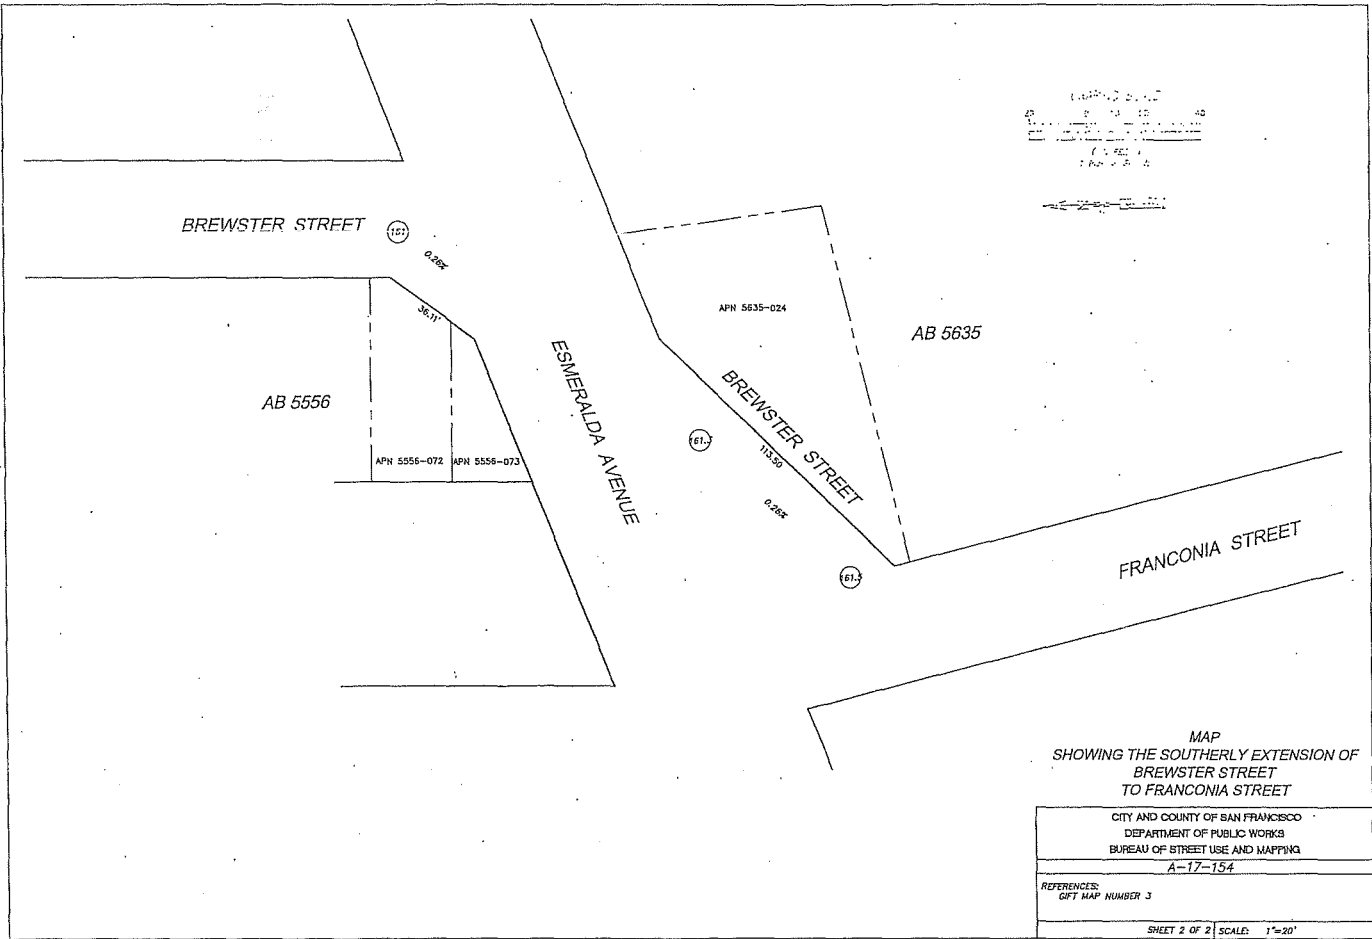 BREWSTER STREET
0.26%
36.11'
AB 5556
APN 5556-072
APN 5556-073
ESMERALDA AVENUE
APN 5635-024
AB 5635
BREWSTER STREET
113.50
0.26%
161.5
FRANCONIA STREET
MAP
SHOWING THE SOUTHERLY EXTENSION OF
BREWSTER STREET
TO FRANCONIA STREET
CITY AND COUNTY OF SAN FRANCISCO
DEPARTMENT OF PUBLIC WORKS
BUREAU OF STREET USE AND MAPPING
A-17-154
REFERENCES:
GIFT MAP NUMBER 3
SHEET 2 OF 2 SCALE: 1"=20'